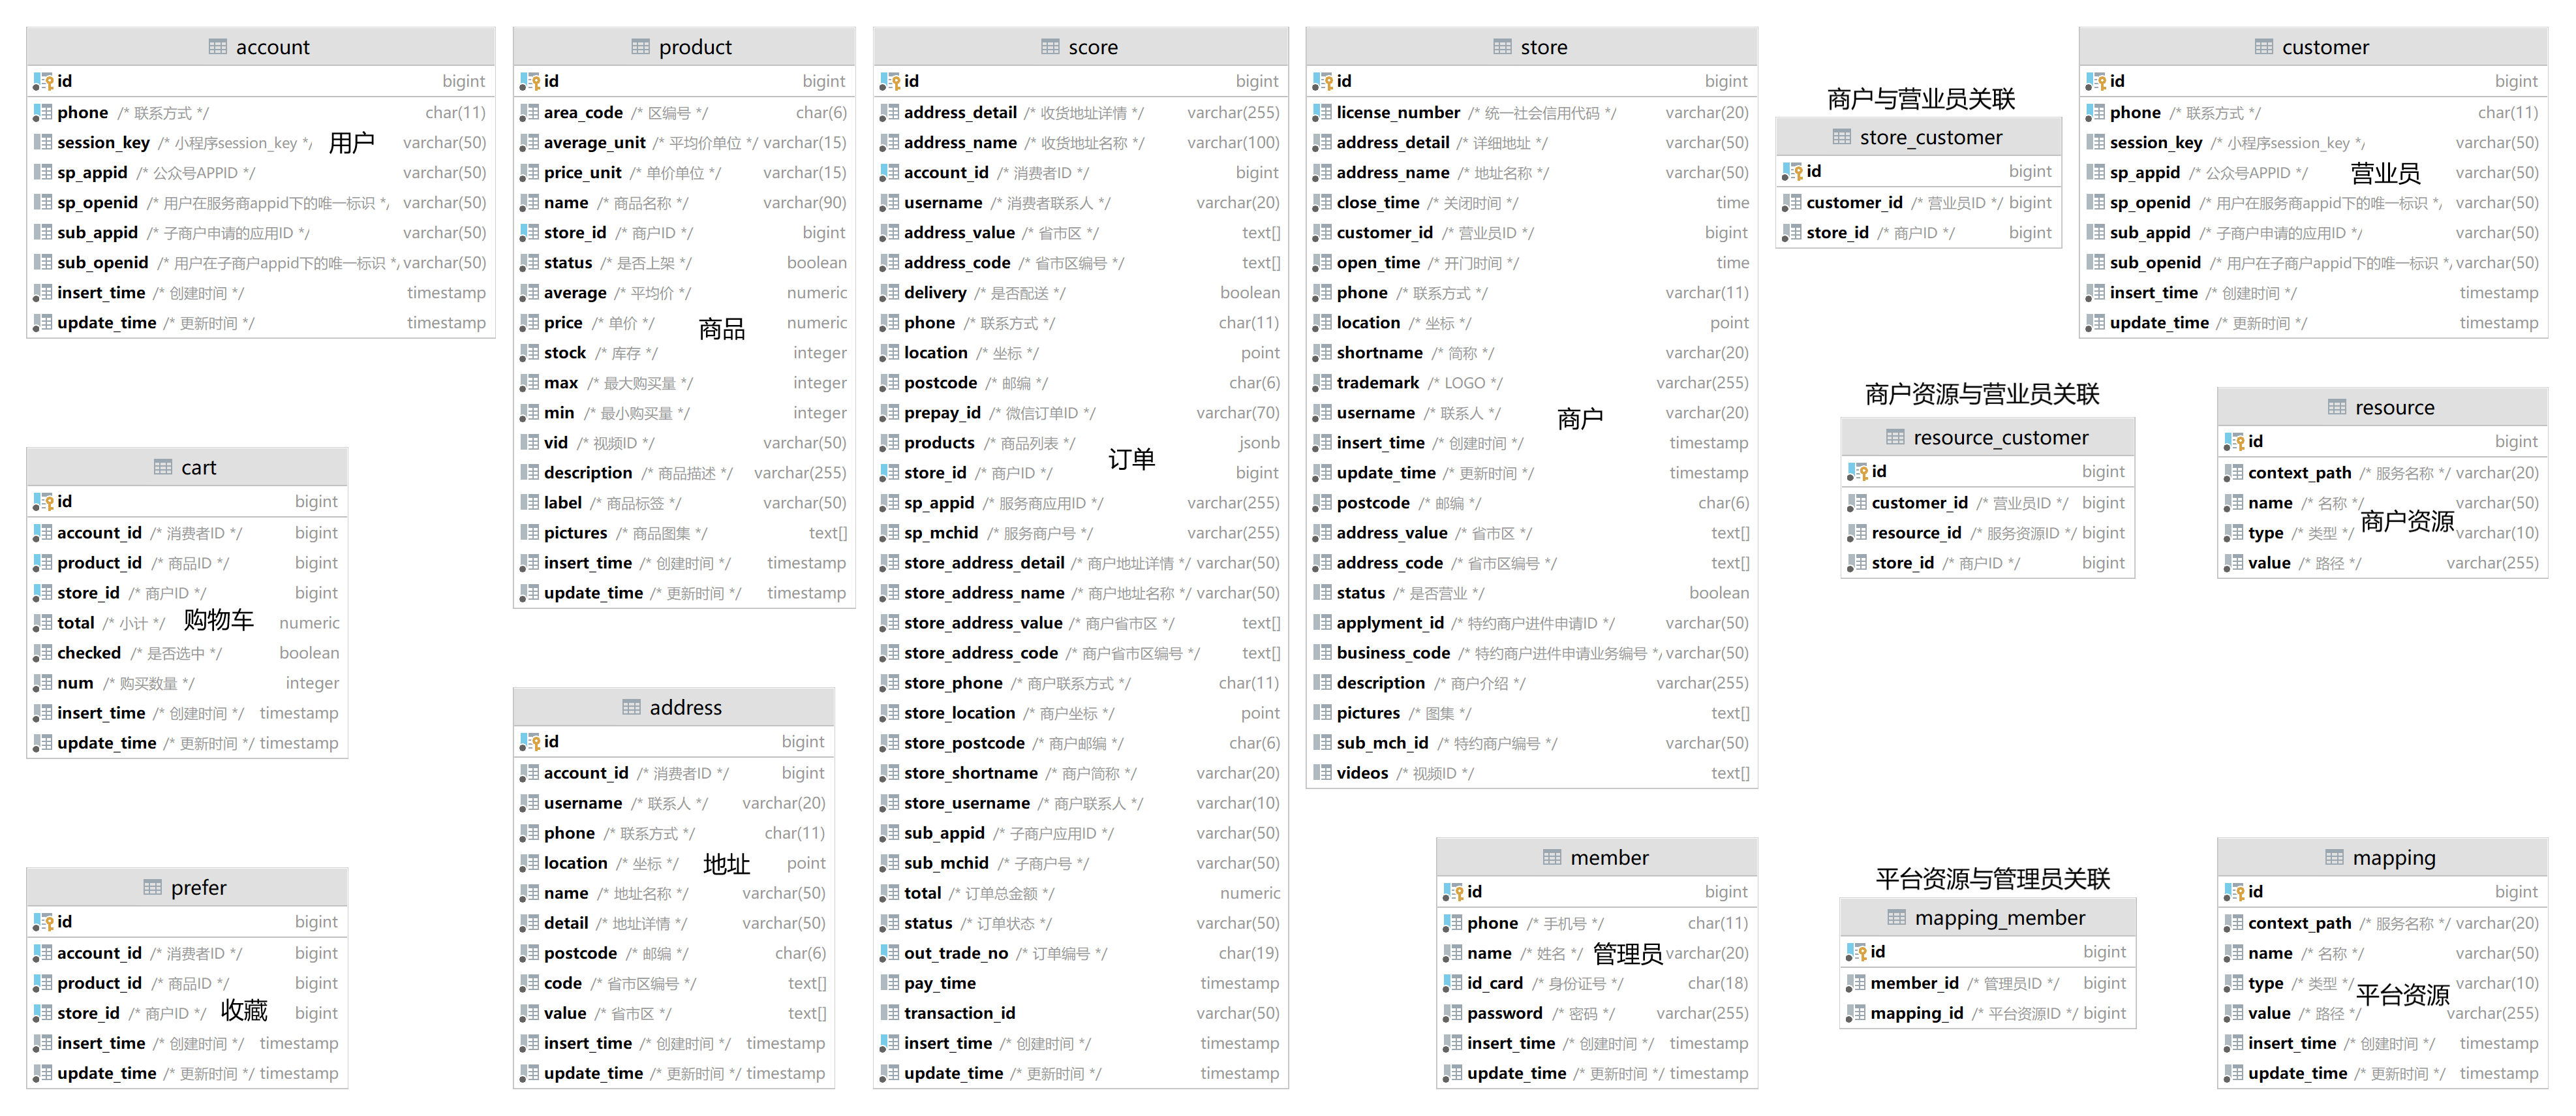 account
id bigint
phone /* 联系方式 */ char(11)
session_key /* 小程序session_key */ varchar(50)
sp_appid /* 公众号APPID */ varchar(50)
sp_openid /* 用户在服务商appid下的唯一标识 */ varchar(50)
sub_appid /* 子商户申请的应用ID */ varchar(50)
sub_openid /* 用户在子商户appid下的唯一标识 */ varchar(50)
insert_time /* 创建时间 */ timestamp
update_time /* 更新时间 */ timestamp
用户
cart
id bigint
account_id /* 消费者ID */ bigint
product_id /* 商品ID */ bigint
store_id /* 商户ID */ bigint
total /* 小计 */ numeric
checked /* 是否选中 */ boolean
num /* 购买数量 */ integer
insert_time /* 创建时间 */ timestamp
update_time /* 更新时间 */ timestamp
购物车
prefer
id bigint
account_id /* 消费者ID */ bigint
product_id /* 商品ID */ bigint
store_id /* 商户ID */ bigint
insert_time /* 创建时间 */ timestamp
update_time /* 更新时间 */ timestamp
收藏
product
id bigint
area_code /* 区编号 */ char(6)
average_unit /* 平均价单位 */ varchar(15)
price_unit /* 单价单位 */ varchar(15)
name /* 商品名称 */ varchar(90)
store_id /* 商户ID */ bigint
status /* 是否上架 */ boolean
average /* 平均价 */ numeric
price /* 单价 */ numeric
stock /* 库存 */ integer
max /* 最大购买量 */ integer
min /* 最小购买量 */ integer
vid /* 视频ID */ varchar(50)
description /* 商品描述 */ varchar(255)
label /* 商品标签 */ varchar(50)
pictures /* 商品图集 */ text[]
insert_time /* 创建时间 */ timestamp
update_time /* 更新时间 */ timestamp
商品
address
id bigint
account_id /* 消费者ID */ bigint
username /* 联系人 */ varchar(20)
phone /* 联系方式 */ char(11)
location /* 坐标 */ point
name /* 地址名称 */ varchar(50)
detail /* 地址详情 */ varchar(50)
postcode /* 邮编 */ char(6)
code /* 省市区编号 */ text[]
value /* 省市区 */ text[]
insert_time /* 创建时间 */ timestamp
update_time /* 更新时间 */ timestamp
地址
score
id bigint
address_detail /* 收货地址详情 */ varchar(255)
address_name /* 收货地址名称 */ varchar(100)
account_id /* 消费者ID */ bigint
username /* 消费者联系人 */ varchar(20)
address_value /* 省市区 */ text[]
address_code /* 省市区编号 */ text[]
delivery /* 是否配送 */ boolean
phone /* 联系方式 */ char(11)
location /* 坐标 */ point
postcode /* 邮编 */ char(6)
prepay_id /* 微信订单ID */ varchar(70)
products /* 商品列表 */ jsonb
store_id /* 商户ID */ bigint
sp_appid /* 服务商应用ID */ varchar(255)
sp_mchid /* 服务商户号 */ varchar(255)
store_address_detail /* 商户地址详情 */ varchar(50)
store_address_name /* 商户地址名称 */ varchar(50)
store_address_value /* 商户省市区 */ text[]
store_address_code /* 商户省市区编号 */ text[]
store_phone /* 商户联系方式 */ char(11)
store_location /* 商户坐标 */ point
store_postcode /* 商户邮编 */ char(6)
store_shortname /* 商户简称 */ varchar(20)
store_username /* 商户联系人 */ varchar(10)
sub_appid /* 子商户应用ID */ varchar(50)
sub_mchid /* 子商户号 */ varchar(50)
total /* 订单总金额 */ numeric
status /* 订单状态 */ varchar(50)
out_trade_no /* 订单编号 */ char(19)
pay_time timestamp
transaction_id varchar(50)
insert_time /* 创建时间 */ timestamp
update_time /* 更新时间 */ timestamp
订单
store
id bigint
license_number /* 统一社会信用代码 */ varchar(20)
address_detail /* 详细地址 */ varchar(50)
address_name /* 地址名称 */ varchar(50)
close_time /* 关闭时间 */ time
customer_id /* 营业员ID */ bigint
open_time /* 开门时间 */ time
phone /* 联系方式 */ varchar(11)
location /* 坐标 */ point
shortname /* 简称 */ varchar(20)
trademark /* LOGO */ varchar(255)
username /* 联系人 */ varchar(20)
insert_time /* 创建时间 */ timestamp
update_time /* 更新时间 */ timestamp
postcode /* 邮编 */ char(6)
address_value /* 省市区 */ text[]
address_code /* 省市区编号 */ text[]
status /* 是否营业 */ boolean
applyment_id /* 特约商户进件申请ID */ varchar(50)
business_code /* 特约商户进件申请业务编号 */ varchar(50)
description /* 商户介绍 */ varchar(255)
pictures /* 图集 */ text[]
sub_mch_id /* 特约商户编号 */ varchar(50)
videos /* 视频ID */ text[]
商户
member
id bigint
phone /* 手机号 */ char(11)
name /* 姓名 */ varchar(20)
id_card /* 身份证号 */ char(18)
password /* 密码 */ varchar(255)
insert_time /* 创建时间 */ timestamp
update_time /* 更新时间 */ timestamp
管理员
商户与营业员关联
store_customer
id bigint
customer_id /* 营业员ID */ bigint
store_id /* 商户ID */ bigint
商户资源与营业员关联
resource_customer
id bigint
customer_id /* 营业员ID */ bigint
resource_id /* 服务资源ID */ bigint
store_id /* 商户ID */ bigint
平台资源与管理员关联
mapping_member
id bigint
member_id /* 管理员ID */ bigint
mapping_id /* 平台资源ID */ bigint
customer
id bigint
phone /* 联系方式 */ char(11)
session_key /* 小程序session_key */ varchar(50)
sp_appid /* 公众号APPID */ varchar(50)
sp_openid /* 用户在服务商appid下的唯一标识 */ varchar(50)
sub_appid /* 子商户申请的应用ID */ varchar(50)
sub_openid /* 用户在子商户appid下的唯一标识 */ varchar(50)
insert_time /* 创建时间 */ timestamp
update_time /* 更新时间 */ timestamp
营业员
resource
id bigint
context_path /* 服务名称 */ varchar(20)
name /* 名称 */ varchar(50)
type /* 类型 */ varchar(10)
value /* 路径 */ varchar(255)
商户资源
mapping
id bigint
context_path /* 服务名称 */ varchar(20)
name /* 名称 */ varchar(50)
type /* 类型 */ varchar(10)
value /* 路径 */ varchar(255)
insert_time /* 创建时间 */ timestamp
update_time /* 更新时间 */ timestamp
平台资源